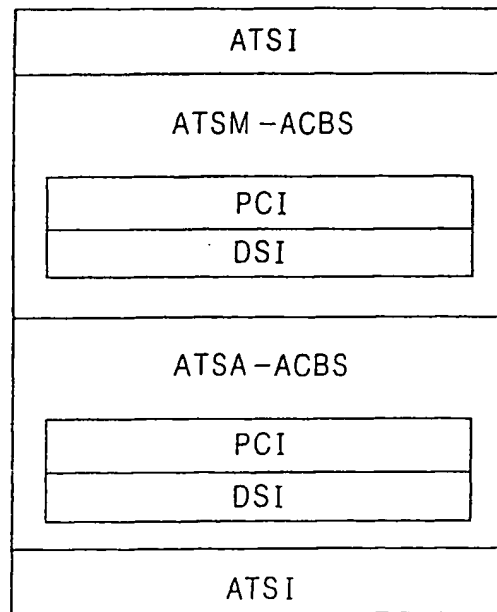 ATSI
ATSM-ACBS
PCI
DSI
ATSA-ACBS
PCI
DSI
ATSI